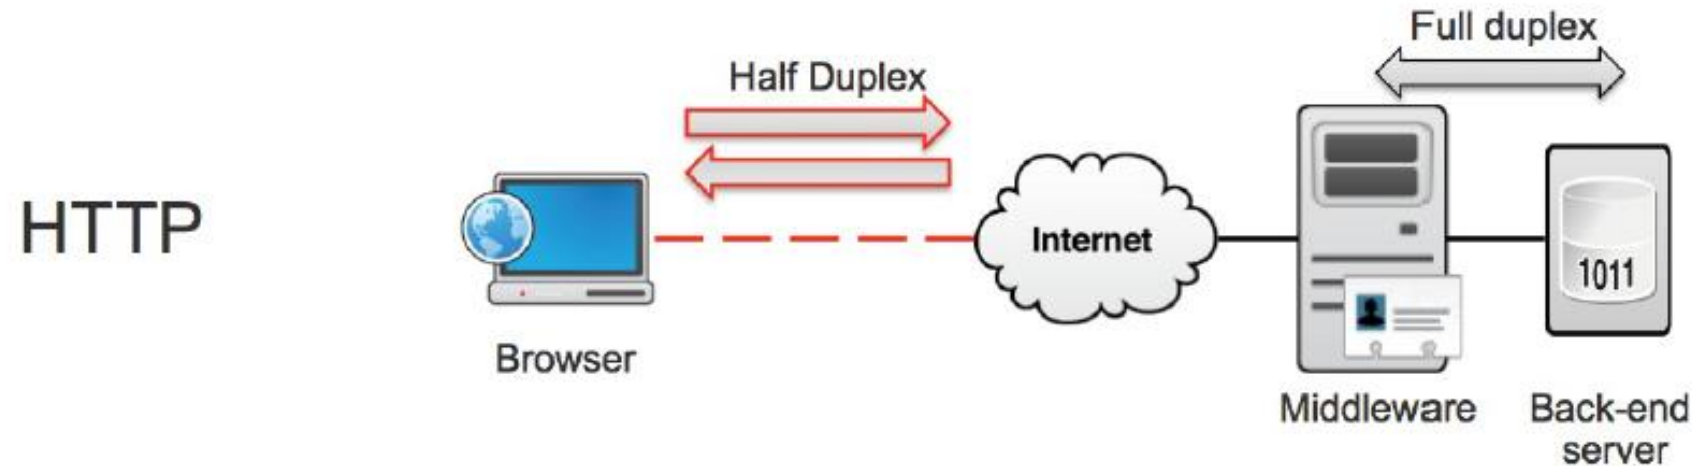 Full duplex
Half Duplex
HTTP
Internet
1011
Browser
Middleware
Back-end
server